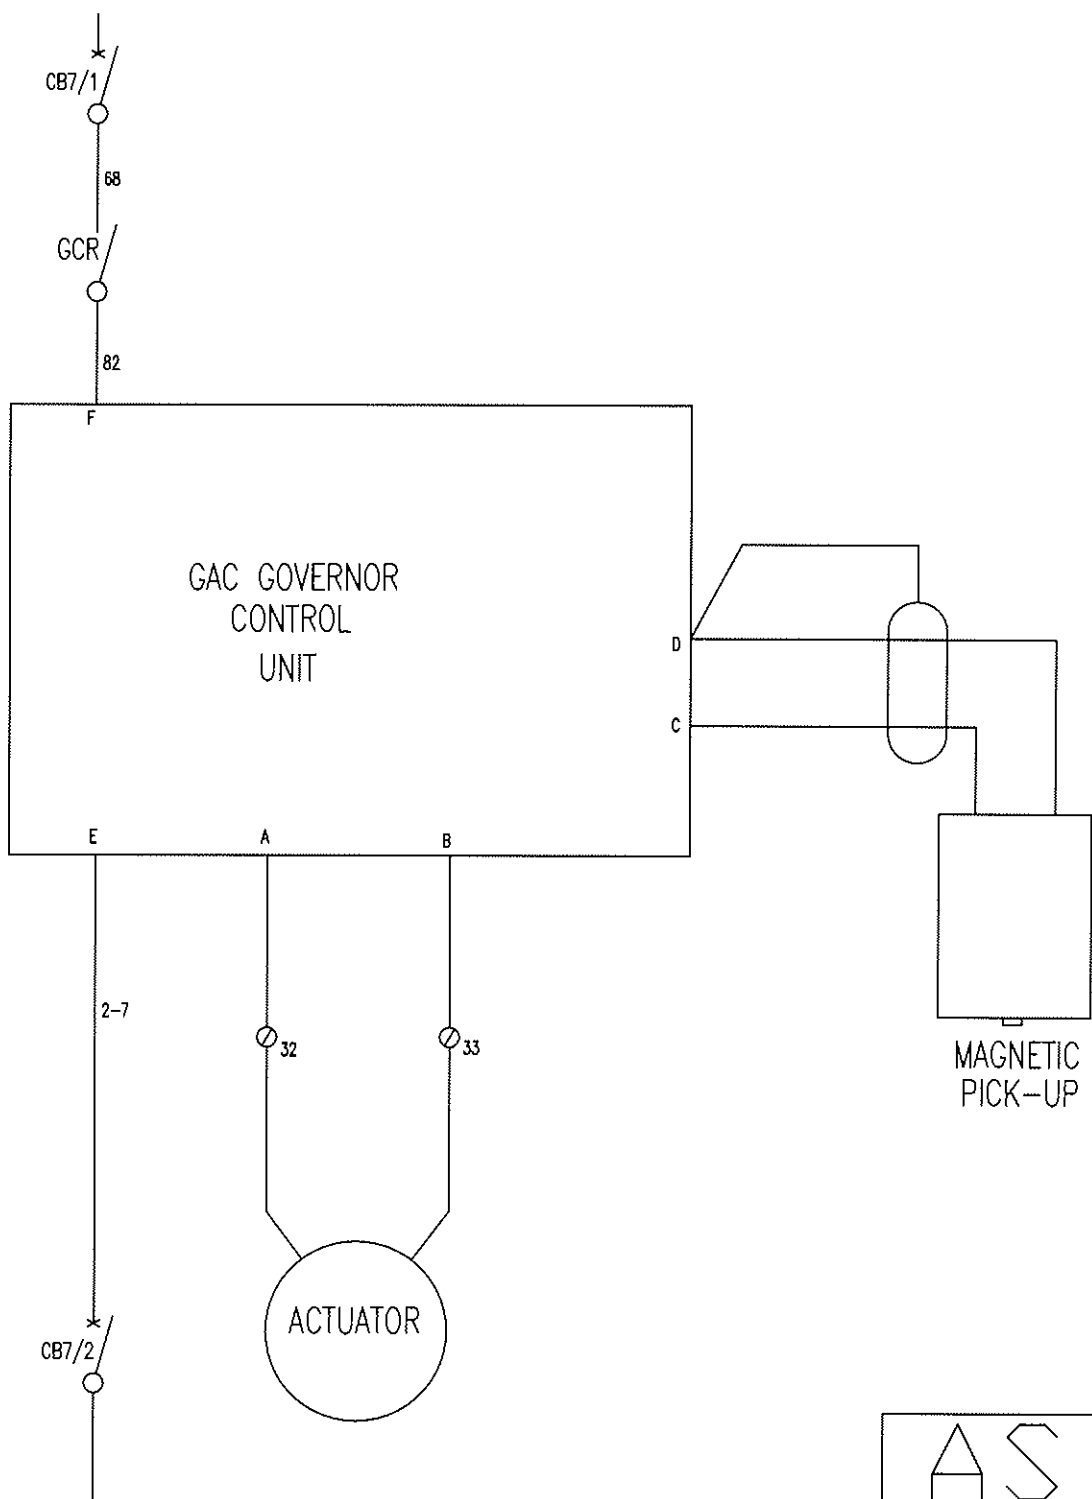 CB7/1
68
GCR
82
F
GAC GOVERNOR
CONTROL
UNIT
D
C
E
A
B
2-7
32
33
MAGNETIC
PICK-UP
CB7/2
ACTUATOR
AS